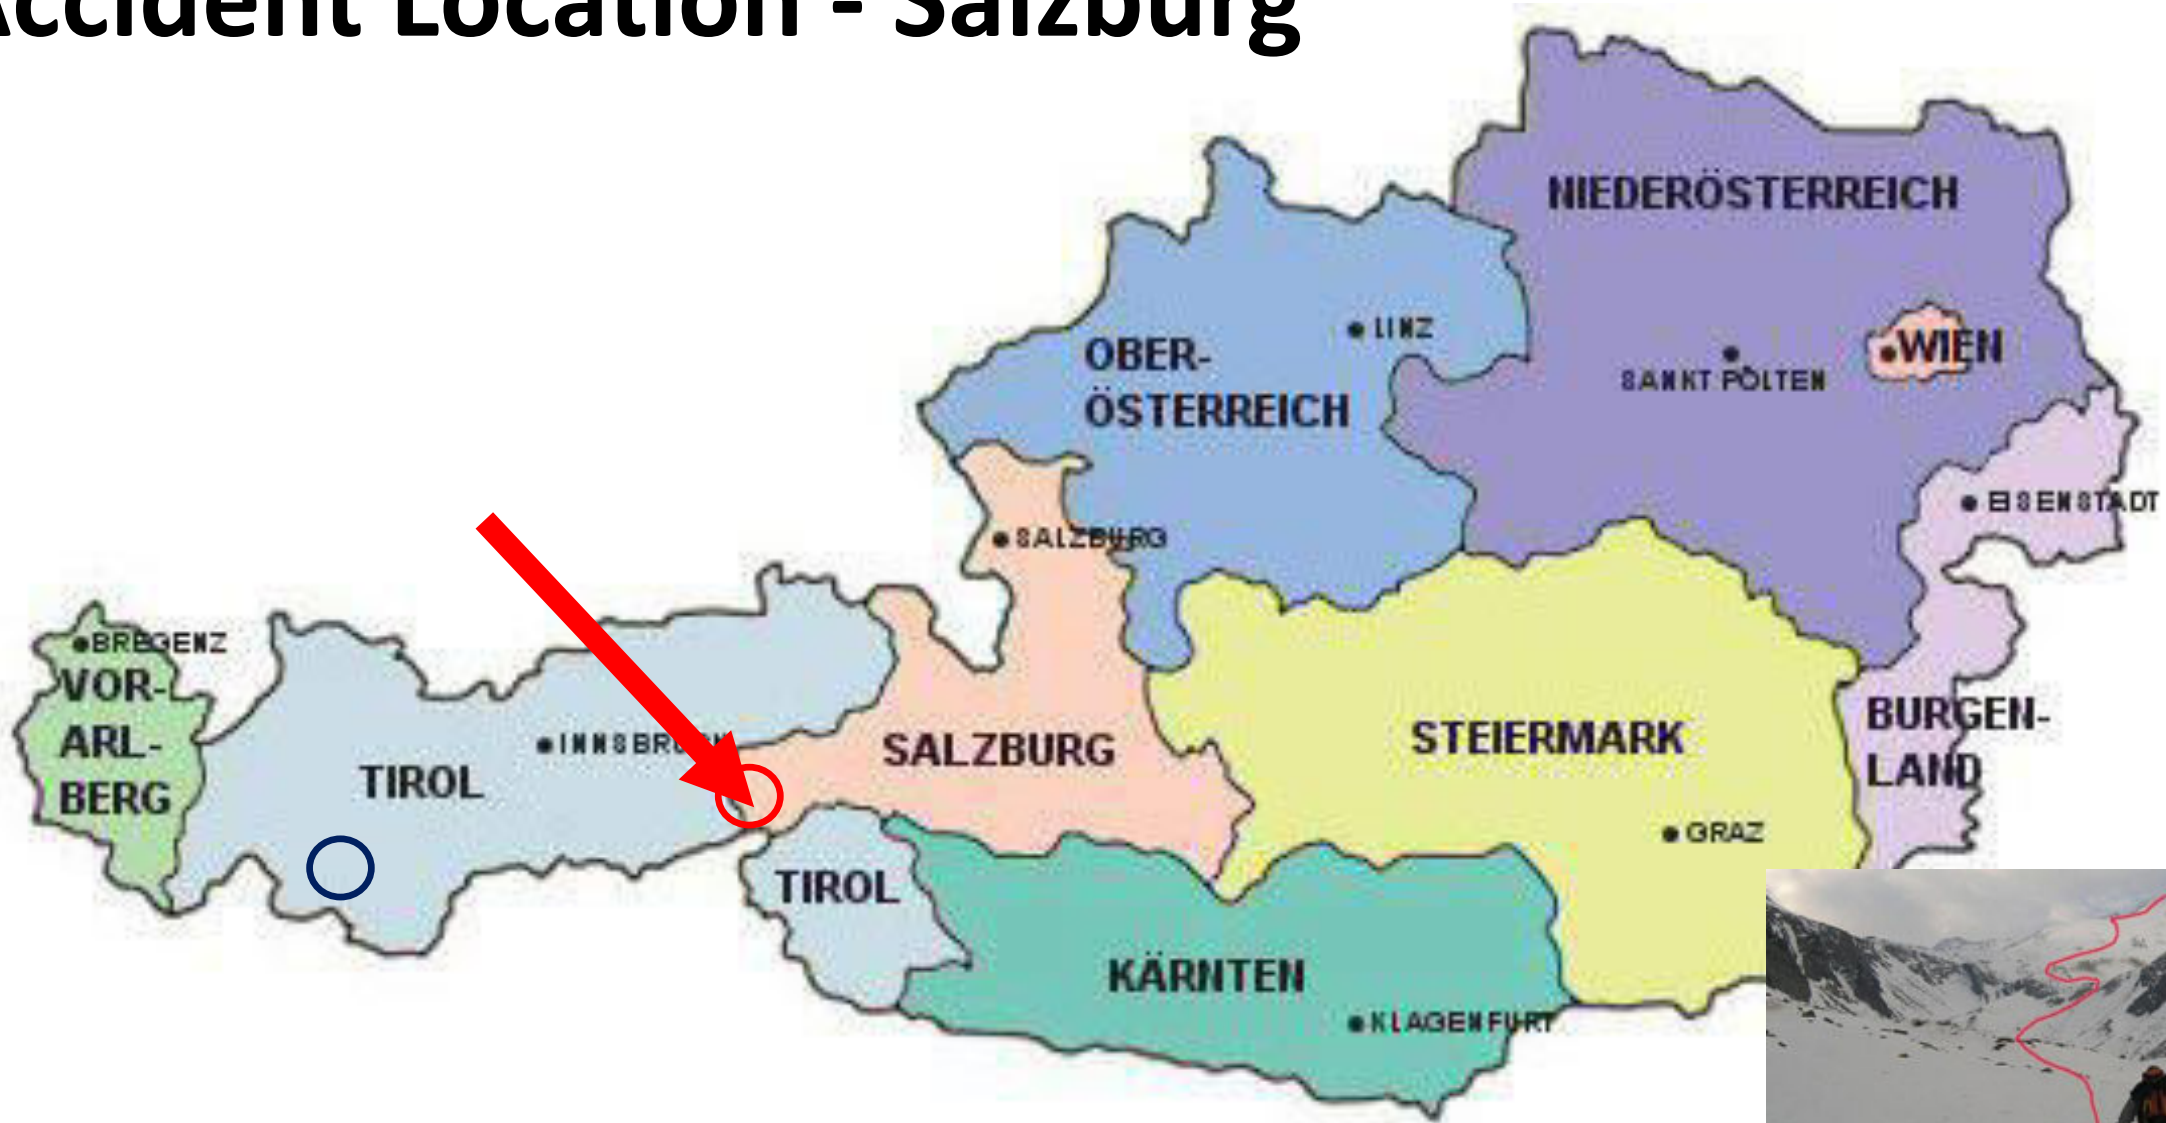 Accident Location - Salzburg
NIEDERÖSTERREICH
LINZ
OBER-
ÖSTERREICH
WIEN
SANKT PÖLTEN
EISENSTADT
SALZBURG
BREGENZ
VOR-
ARL-
BERG
INNSBRUCK
TIROL
SALZBURG
STEIERMARK
BURGEN-
LAND
GRAZ
TIROL
KÄRNTEN
KLAGENFURT